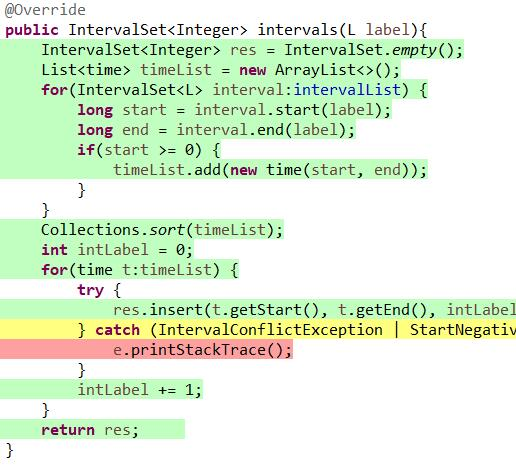 @Override
public IntervalSet<Integer> intervals(L label){
    IntervalSet<Integer> res = IntervalSet.empty();
    List<time> timeList = new ArrayList<>();
    for(IntervalSet<L> interval:intervalList) {
        long start = interval.start(label);
        long end = interval.end(label);
        if(start >= 0) {
            timeList.add(new time(start, end));
        }
    }
    Collections.sort(timeList);
    int intLabel = 0;
    for(time t:timeList) {
        try {
            res.insert(t.getStart(), t.getEnd(), intLabel
        } catch (IntervalConflictException | StartNegativ
            e.printStackTrace();
        }
        intLabel += 1;
    }
    return res;
}